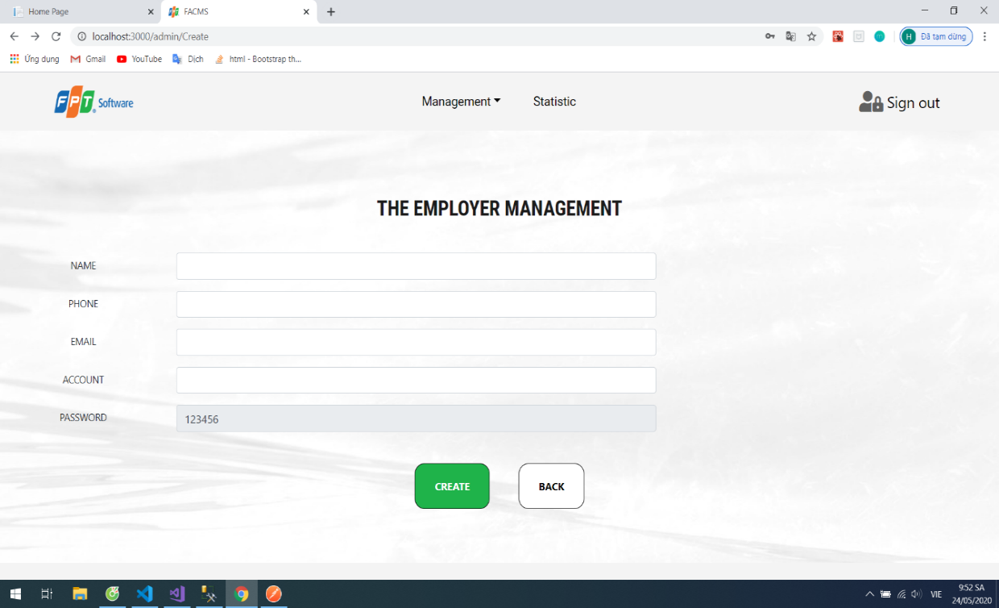 Home Page
FACMS
localhost:3000/admin/Create
H Đã tạm dừng
Ứng dụng Gmail YouTube Dịch html - Bootstrap th...
FPT Software
Management Statistic
Sign out
THE EMPLOYER MANAGEMENT
NAME
PHONE
EMAIL
ACCOUNT
PASSWORD 123456
CREATE BACK
VIE
9:52 SA
24/05/2020